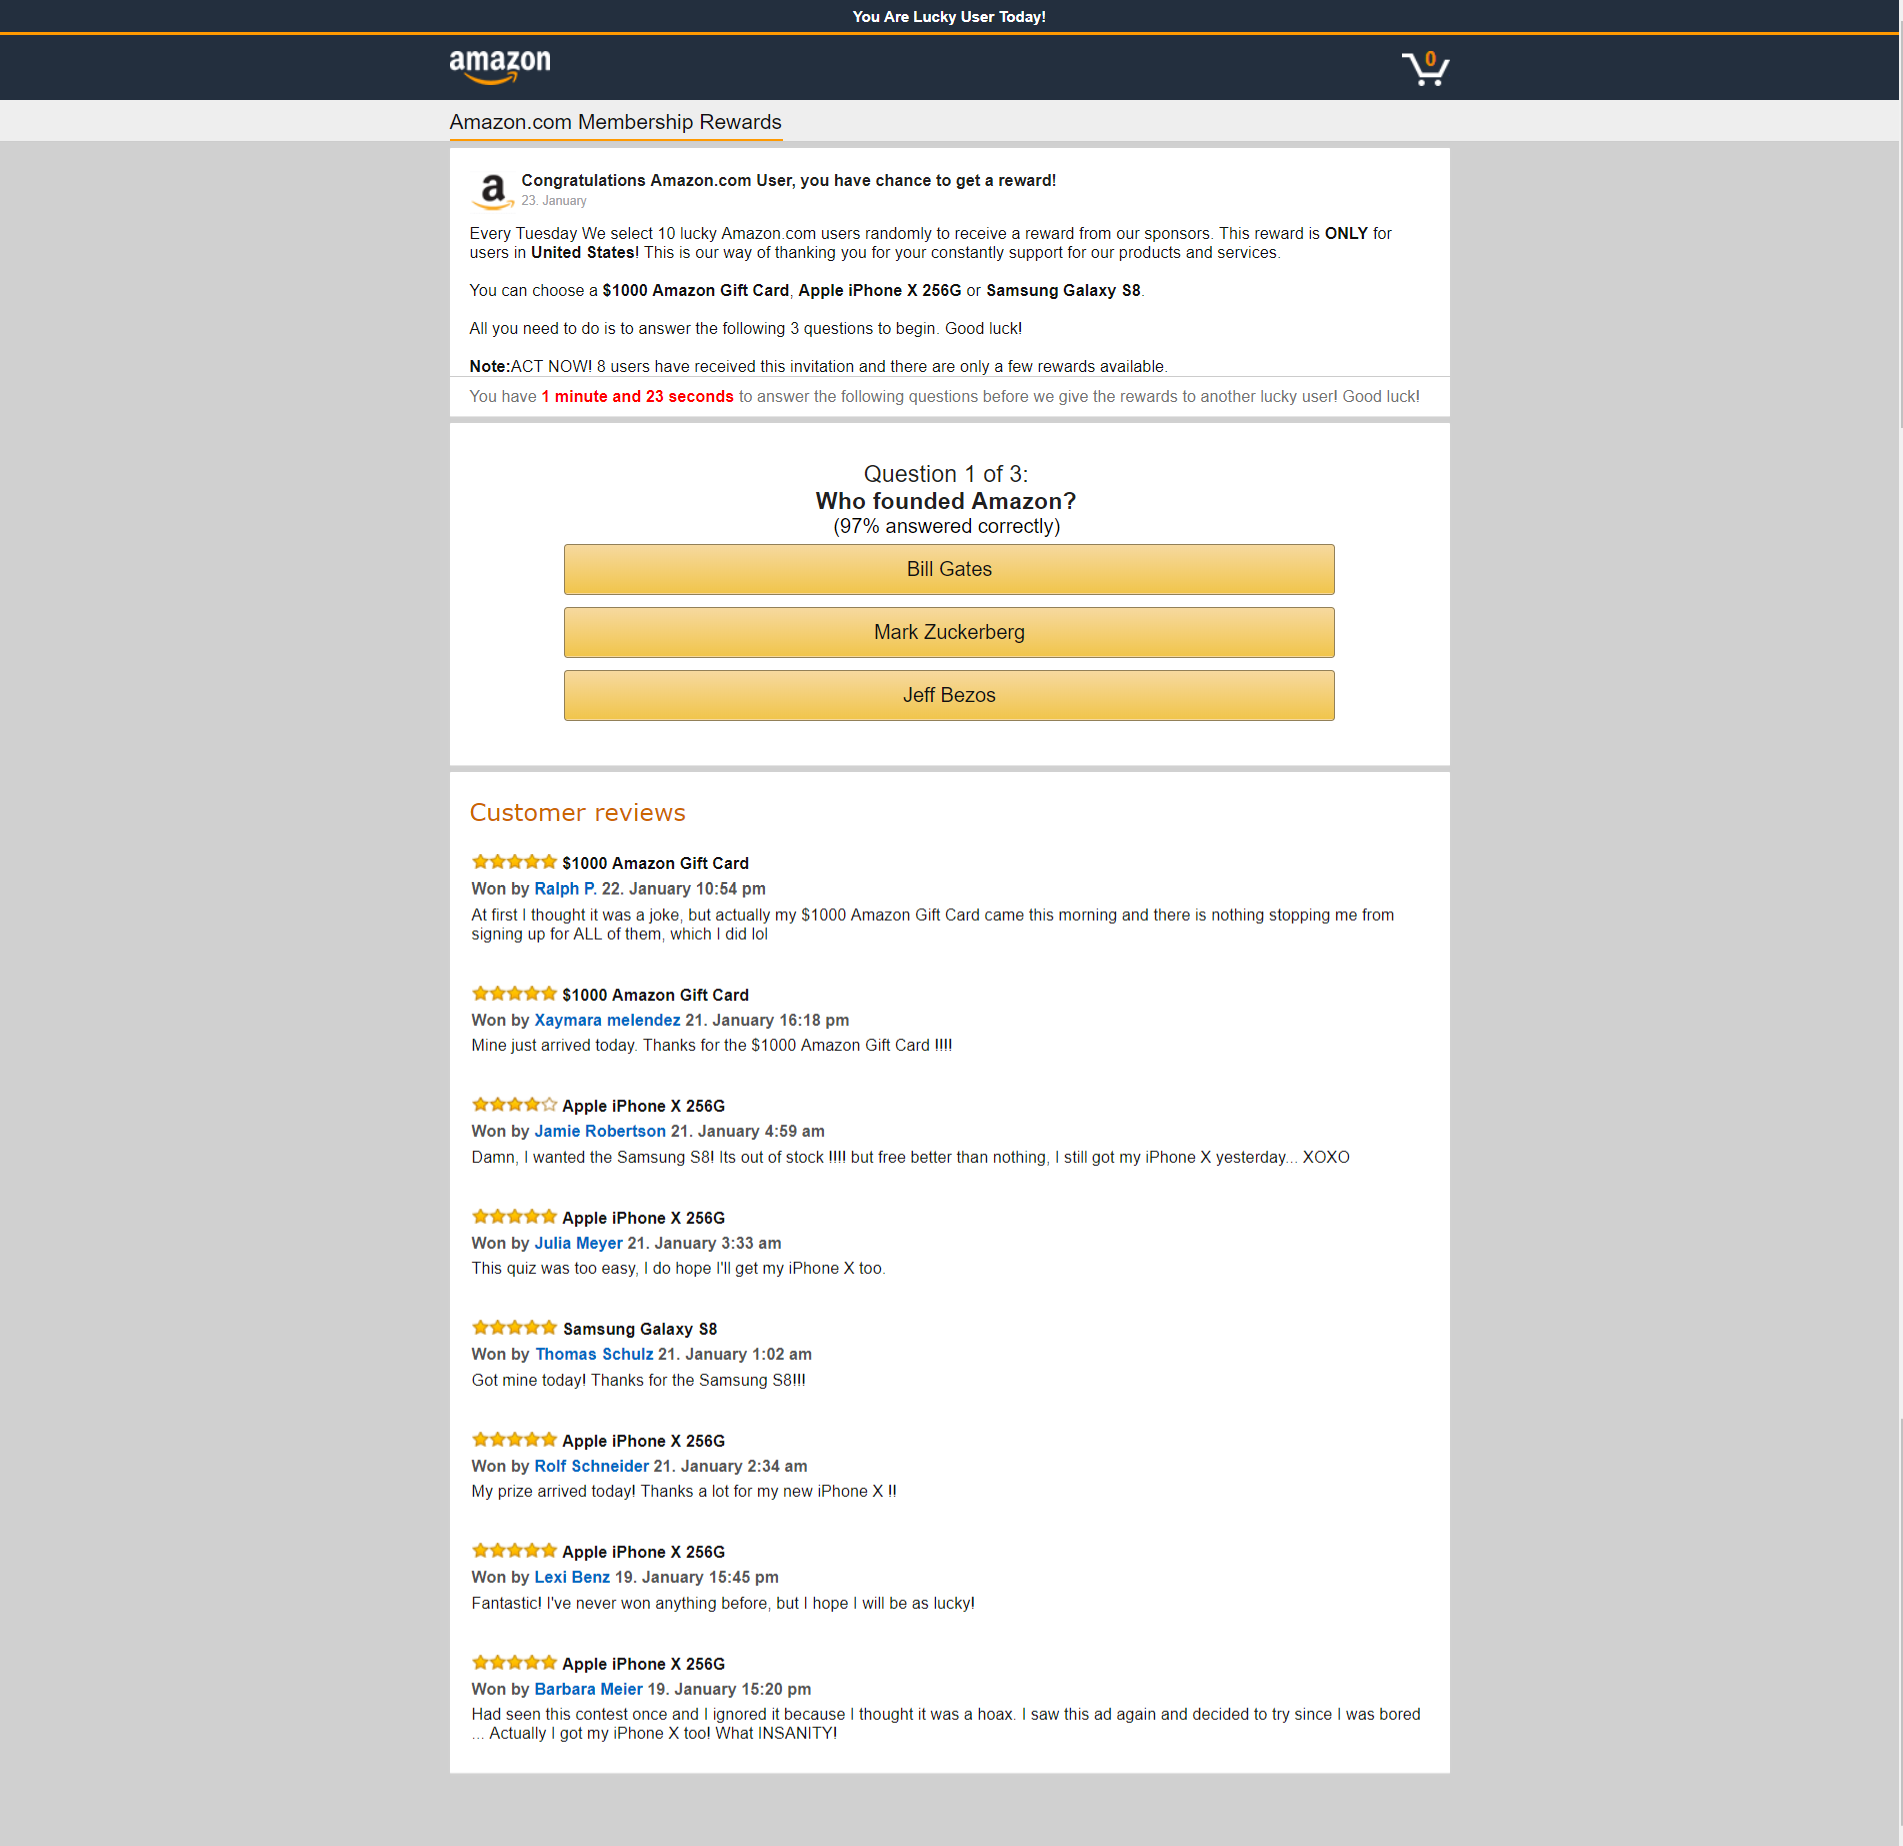 You Are Lucky User Today!
amazon
0
Amazon.com Membership Rewards
a
Congratulations Amazon.com User, you have chance to get a reward!
23. January
Every Tuesday We select 10 lucky Amazon.com users randomly to receive a reward from our sponsors. This reward is ONLY for
users in United States! This is our way of thanking you for your constantly support for our products and services.
You can choose a $1000 Amazon Gift Card, Apple iPhone X 256G or Samsung Galaxy S8.
All you need to do is to answer the following 3 questions to begin. Good luck!
Note:ACT NOW! 8 users have received this invitation and there are only a few rewards available.
You have 1 minute and 23 seconds to answer the following questions before we give the rewards to another lucky user! Good luck!
Question 1 of 3:
Who founded Amazon?
(97% answered correctly)
Bill Gates
Mark Zuckerberg
Jeff Bezos
Customer reviews
$1000 Amazon Gift Card
Won by Ralph P. 22. January 10:54 pm
At first I thought it was a joke, but actually my $1000 Amazon Gift Card came this morning and there is nothing stopping me from
signing up for ALL of them, which I did lol
$1000 Amazon Gift Card
Won by Xaymara melendez 21. January 16:18 pm
Mine just arrived today. Thanks for the $1000 Amazon Gift Card !!!!
Apple iPhone X 256G
Won by Jamie Robertson 21. January 4:59 am
Damn, I wanted the Samsung S8! Its out of stock !!!! but free better than nothing, I still got my iPhone X yesterday... XOXO
Apple iPhone X 256G
Won by Julia Meyer 21. January 3:33 am
This quiz was too easy, I do hope I'll get my iPhone X too.
Samsung Galaxy S8
Won by Thomas Schulz 21. January 1:02 am
Got mine today! Thanks for the Samsung S8!!!
Apple iPhone X 256G
Won by Rolf Schneider 21. January 2:34 am
My prize arrived today! Thanks a lot for my new iPhone X !!
Apple iPhone X 256G
Won by Lexi Benz 19. January 15:45 pm
Fantastic! I've never won anything before, but I hope I will be as lucky!
Apple iPhone X 256G
Won by Barbara Meier 19. January 15:20 pm
Had seen this contest once and I ignored it because I thought it was a hoax. I saw this ad again and decided to try since I was bored
... Actually I got my iPhone X too! What INSANITY!